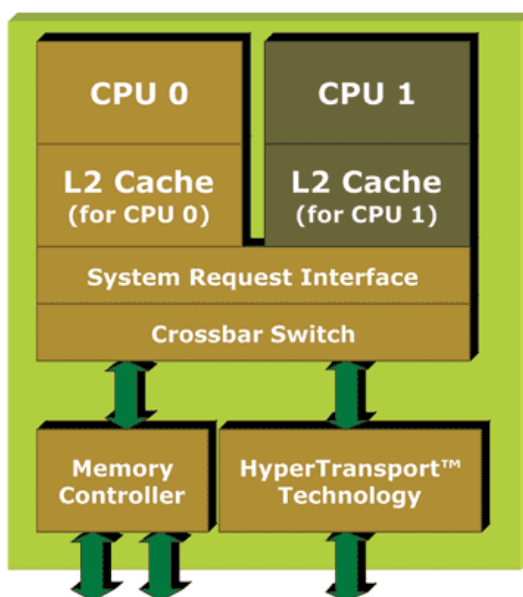 CPU 0
CPU 1
L2 Cache
(for CPU 0)
L2 Cache
(for CPU 1)
System Request Interface
Crossbar Switch
Memory
Controller
HyperTransport™
Technology